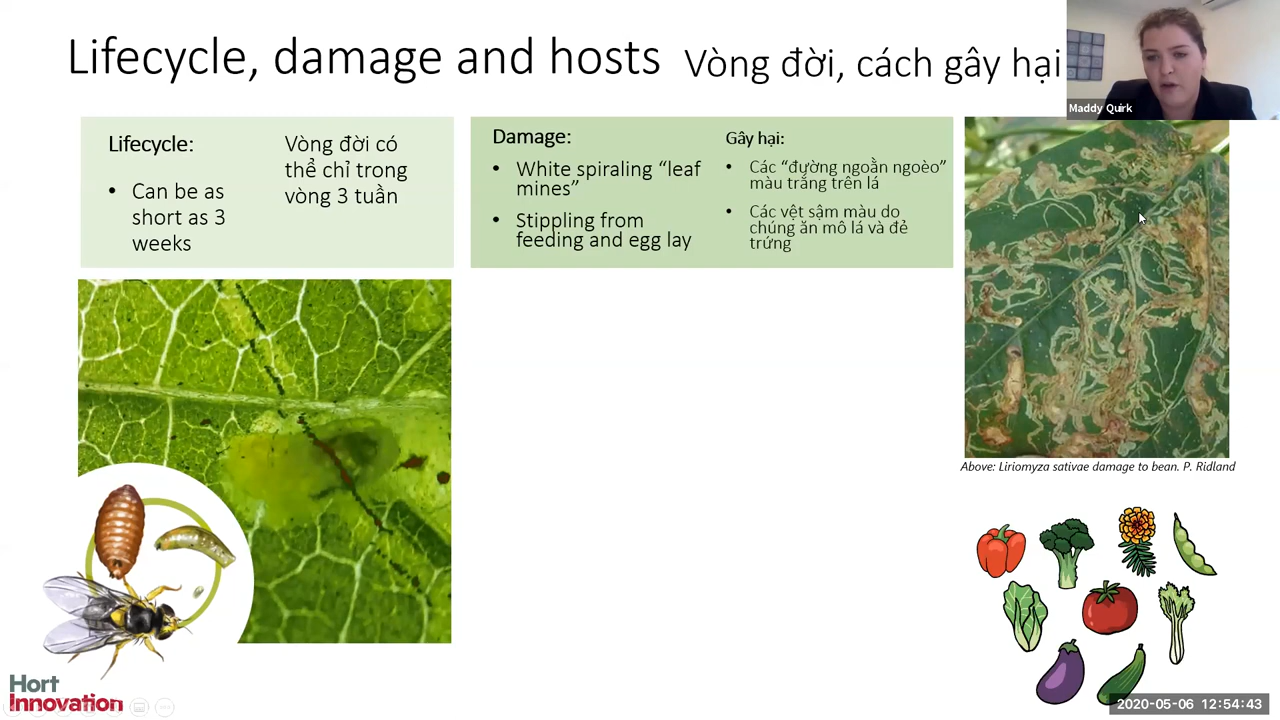 Lifecycle, damage and hosts
Vòng đời, cách gây hại
Maddy Quirk
Lifecycle:
• Can be as
short as 3
weeks
Vòng đời có
thể chỉ trong
vòng 3 tuần
Damage:
• White spiraling “leaf
mines”
• Stippling from
feeding and egg lay
Gây hại:
• Các “đường ngoằn ngoèo”
màu trắng trên lá
• Các vệt sậm màu do
chúng ăn mô lá và đẻ
trứng
Above: Liriomyza sativae damage to bean. P. Ridland
Hort
Innovation
2020-05-06 12:54:43